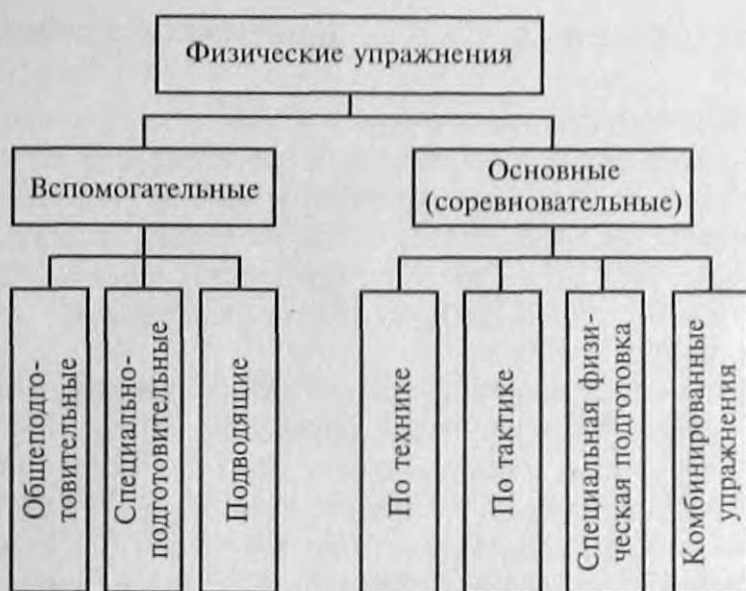 Физические упражнения
Вспомогательные
Основные
(соревновательные)
Общеподго-
товительные
Специально-
подготовительные
Подводящие
По технике
По тактике
Специальная физи-
ческая подготовка
Комбинированные
упражнения